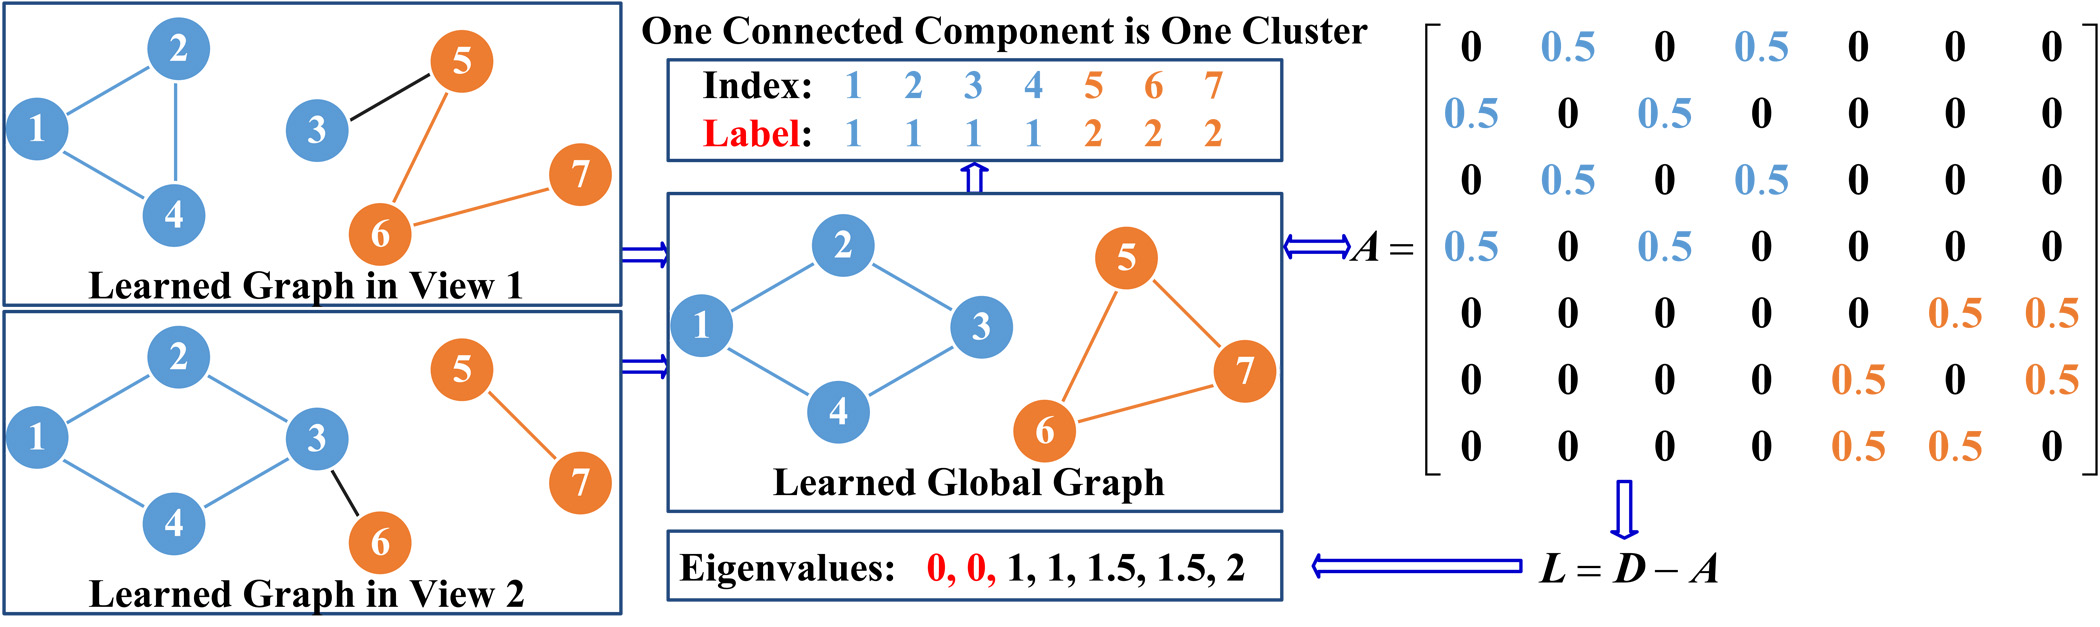 2
1
4
3
5
6
7
Learned Graph in View 1
2
1
3
4
5
6
7
Learned Graph in View 2
One Connected Component is One Cluster
Index: 1 2 3 4 5 6 7
Label: 1 1 1 1 2 2 2
2
1
3
4
5
6
7
Learned Global Graph
Eigenvalues: 0, 0, 1, 1, 1.5, 1.5, 2
A =
0 0.5 0 0.5 0 0 0
0.5 0 0.5 0 0 0 0
0 0.5 0 0.5 0 0 0
0.5 0 0.5 0 0 0 0
0 0 0 0 0 0.5 0.5
0 0 0 0 0.5 0 0.5
0 0 0 0 0.5 0.5 0
L = D − A